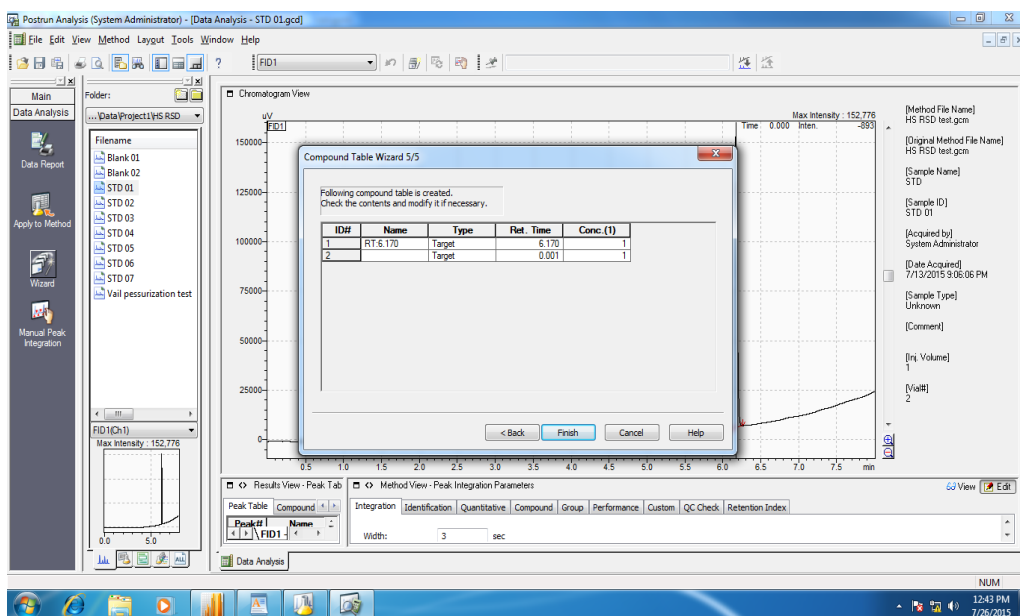 Postrun Analysis (System Administrator) - [Data Analysis - STD 01.gcd]
File Edit View Method Layout Tools Window Help
? FID1
Main
Data Analysis
Data Report
Apply to Method
Wizard
Manual Peak
Integration
Folder:
...\Data\Project1\HS RSD
Filename
Blank 01
Blank 02
STD 01
STD 02
STD 03
STD 04
STD 05
STD 06
STD 07
Vail pessurization test
FID1(Ch1)
Max Intensity : 152,776
0.0 5.0
ALL
Chromatogram View
uV
FID1
Max Intensity : 152,776
Time 0.000 Inten. -893
150000
125000
100000
75000
50000
25000
0
0.5 1.0 1.5 2.0 2.5 3.0 3.5 4.0 4.5 5.0 5.5 6.0 6.5 7.0 7.5 min
Compound Table Wizard 5/5
Following compound table is created.
Check the contents and modify it if necessary.
ID# Name Type Ret. Time Conc.(1)
1 RT:6.170 Target 6.170 1
2 Target 0.001 1
< Back Finish Cancel Help
[Method File Name]
HS RSD test.gcm
[Original Method File Name]
HS RSD test.gcm
[Sample Name]
STD
[Sample ID]
STD 01
[Acquired by]
System Administrator
[Date Acquired]
7/13/2015 9:06:06 PM
[Sample Type]
Unknown
[Comment]
[Inj. Volume]
1
[Vial#]
2
Results View - Peak Tab
Peak Table Compound
Peak# Name
FID1
Method View - Peak Integration Parameters
View Edit
Integration Identification Quantitative Compound Group Performance Custom QC Check Retention Index
Width: 3 sec
Data Analysis
NUM
12:43 PM
7/26/2015